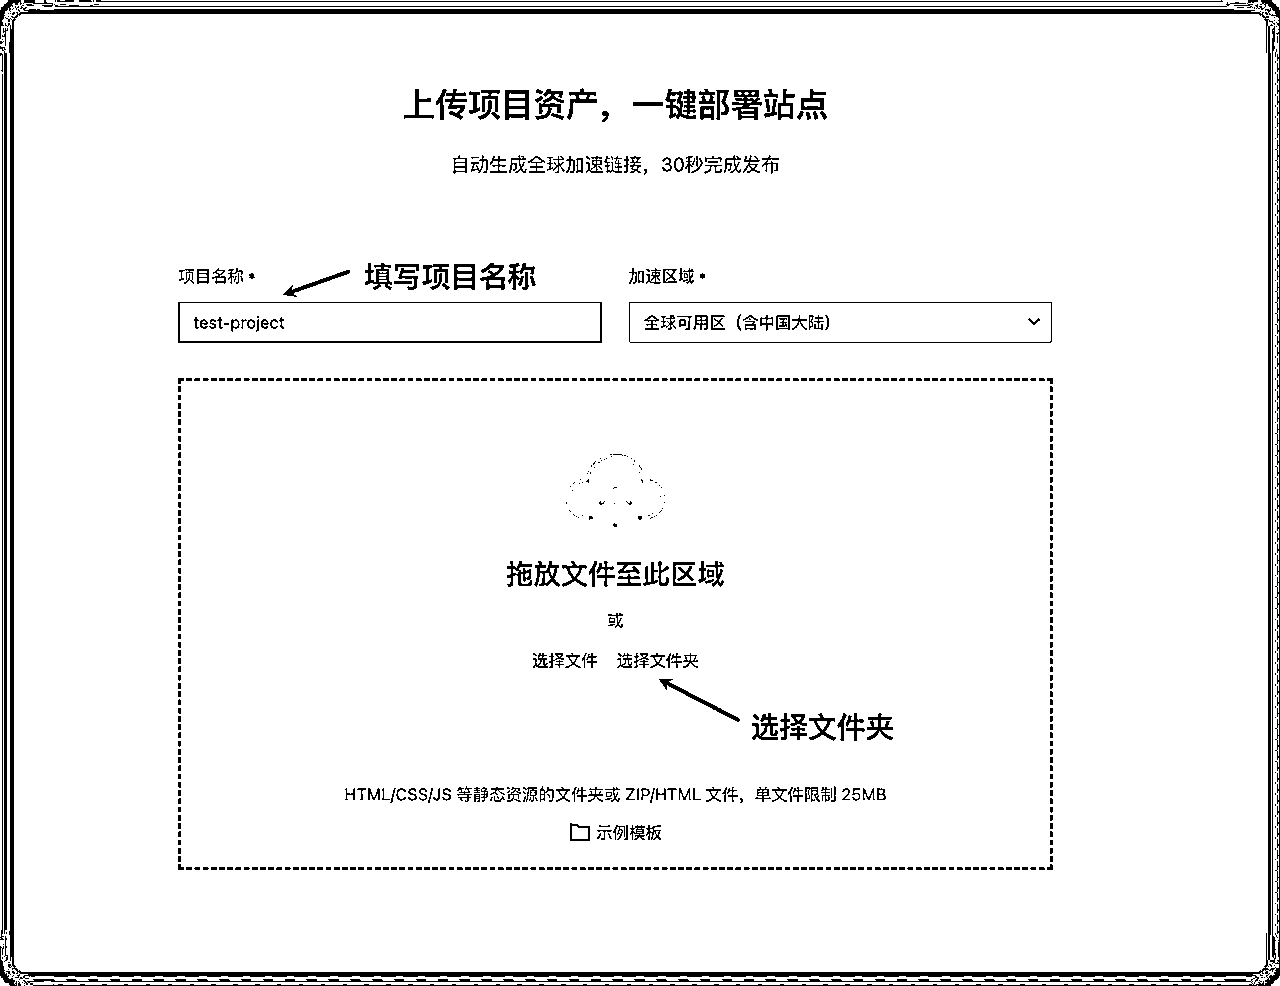 上传项目资产，一键部署站点
自动生成全球加速链接，30秒完成发布
项目名称 •
填写项目名称
加速区域 •
test-project
全球可用区（含中国大陆）
拖放文件至此区域
或
选择文件 选择文件夹
选择文件夹
HTML/CSS/JS 等静态资源的文件夹或 ZIP/HTML 文件，单文件限制 25MB
示例模板